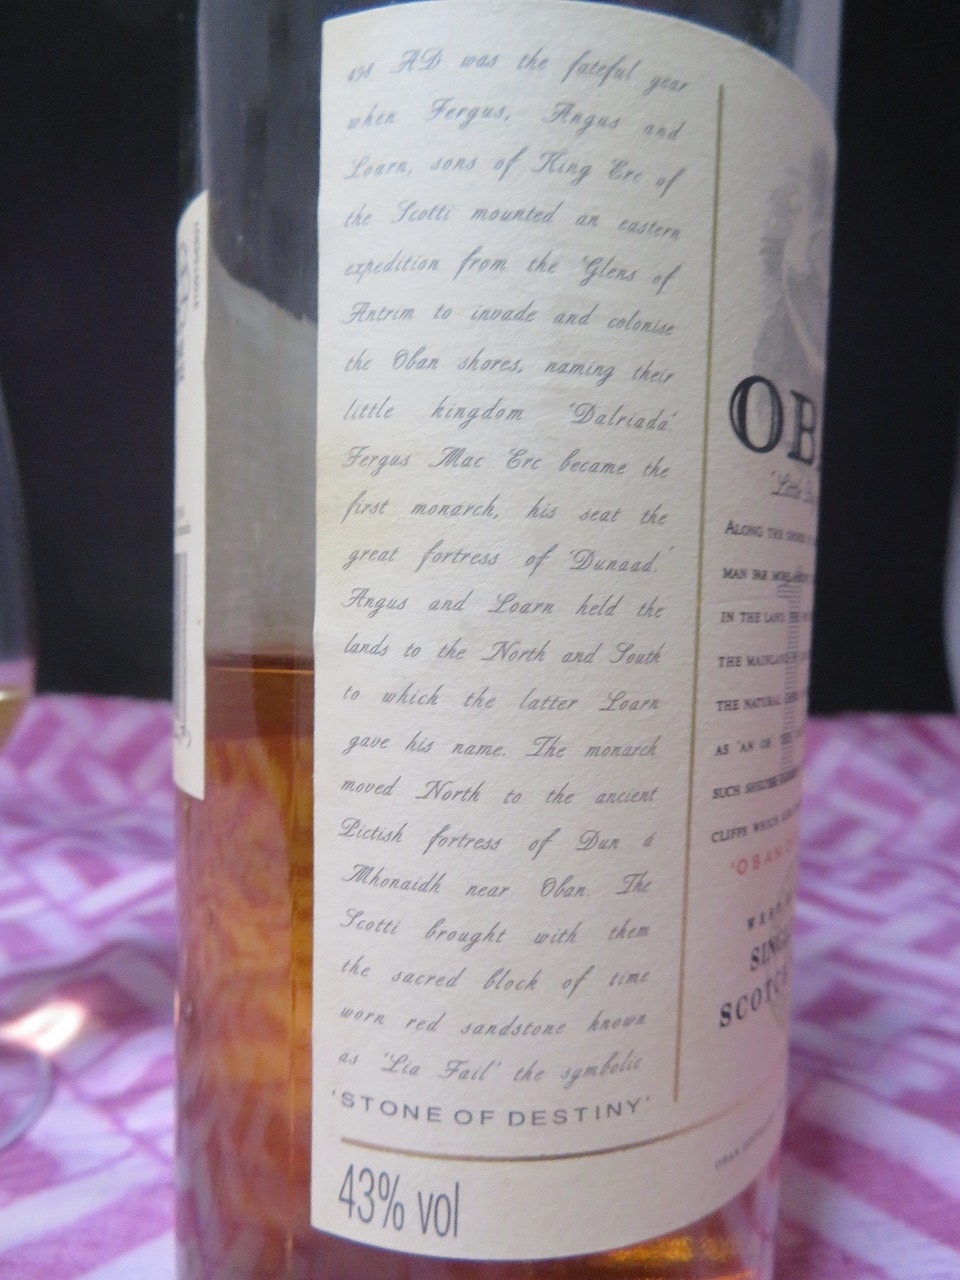 498 AD was the fateful year
when Fergus, Angus and
Loarn, sons of King Erc of
the Scotti mounted an eastern
expedition from the 'Glens of
Antrim to invade and colonise
the Oban shores, naming their
little kingdom 'Dalriada'.
Fergus Mac Erc became the
first monarch, his seat the
great fortress of 'Dunaad.'
Angus and Loarn held the
lands to the North and South
to which the latter Loarn
gave his name. The monarch
moved North to the ancient
Pictish fortress of Dun á
Mhonaidh near Oban. The
Scotti brought with them
the sacred block of time
worn red sandstone known
as 'Lia Fail' the symbolic
'STONE OF DESTINY'
43% vol
OB
'Little
ALONG THE
MAN FAR
IN THE LAND
THE MAINLAND
THE NATURAL
AS 'AN OB
SUCH SHELTER
CLIFFS WHICH
'OBAN
SCOTCH